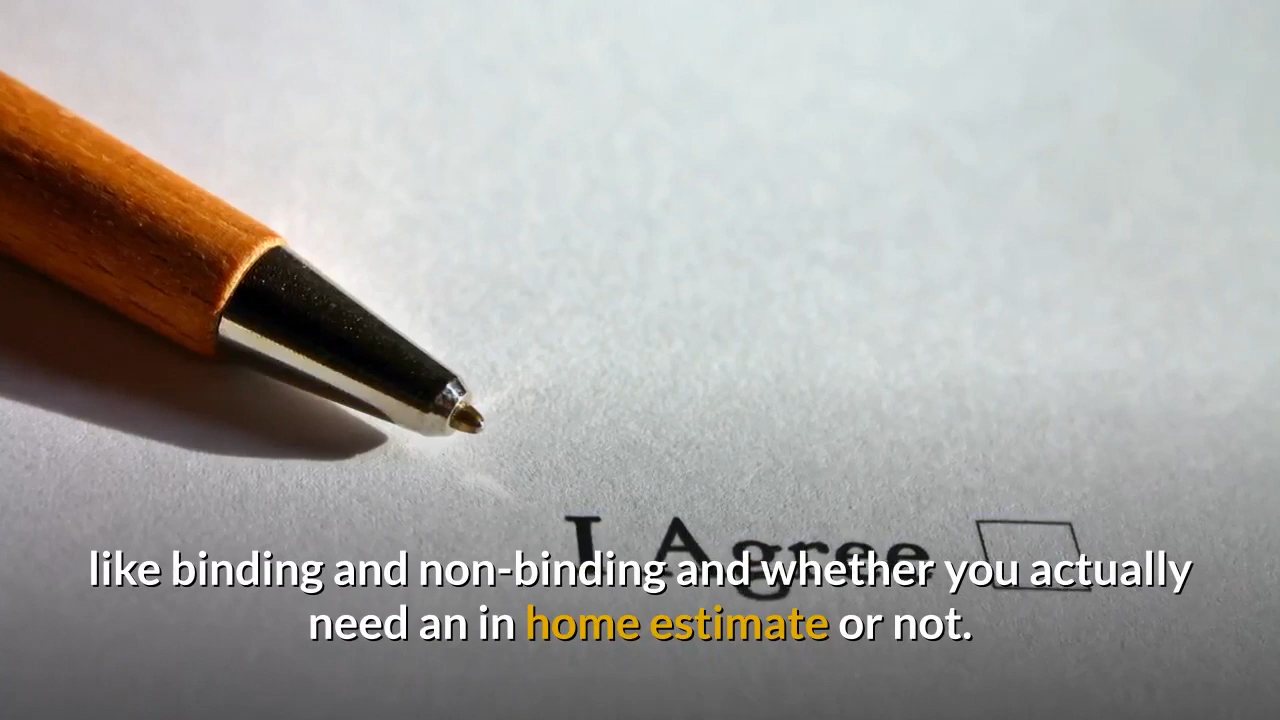 I Agree
like binding and non-binding and whether you actually
need an in home estimate or not.